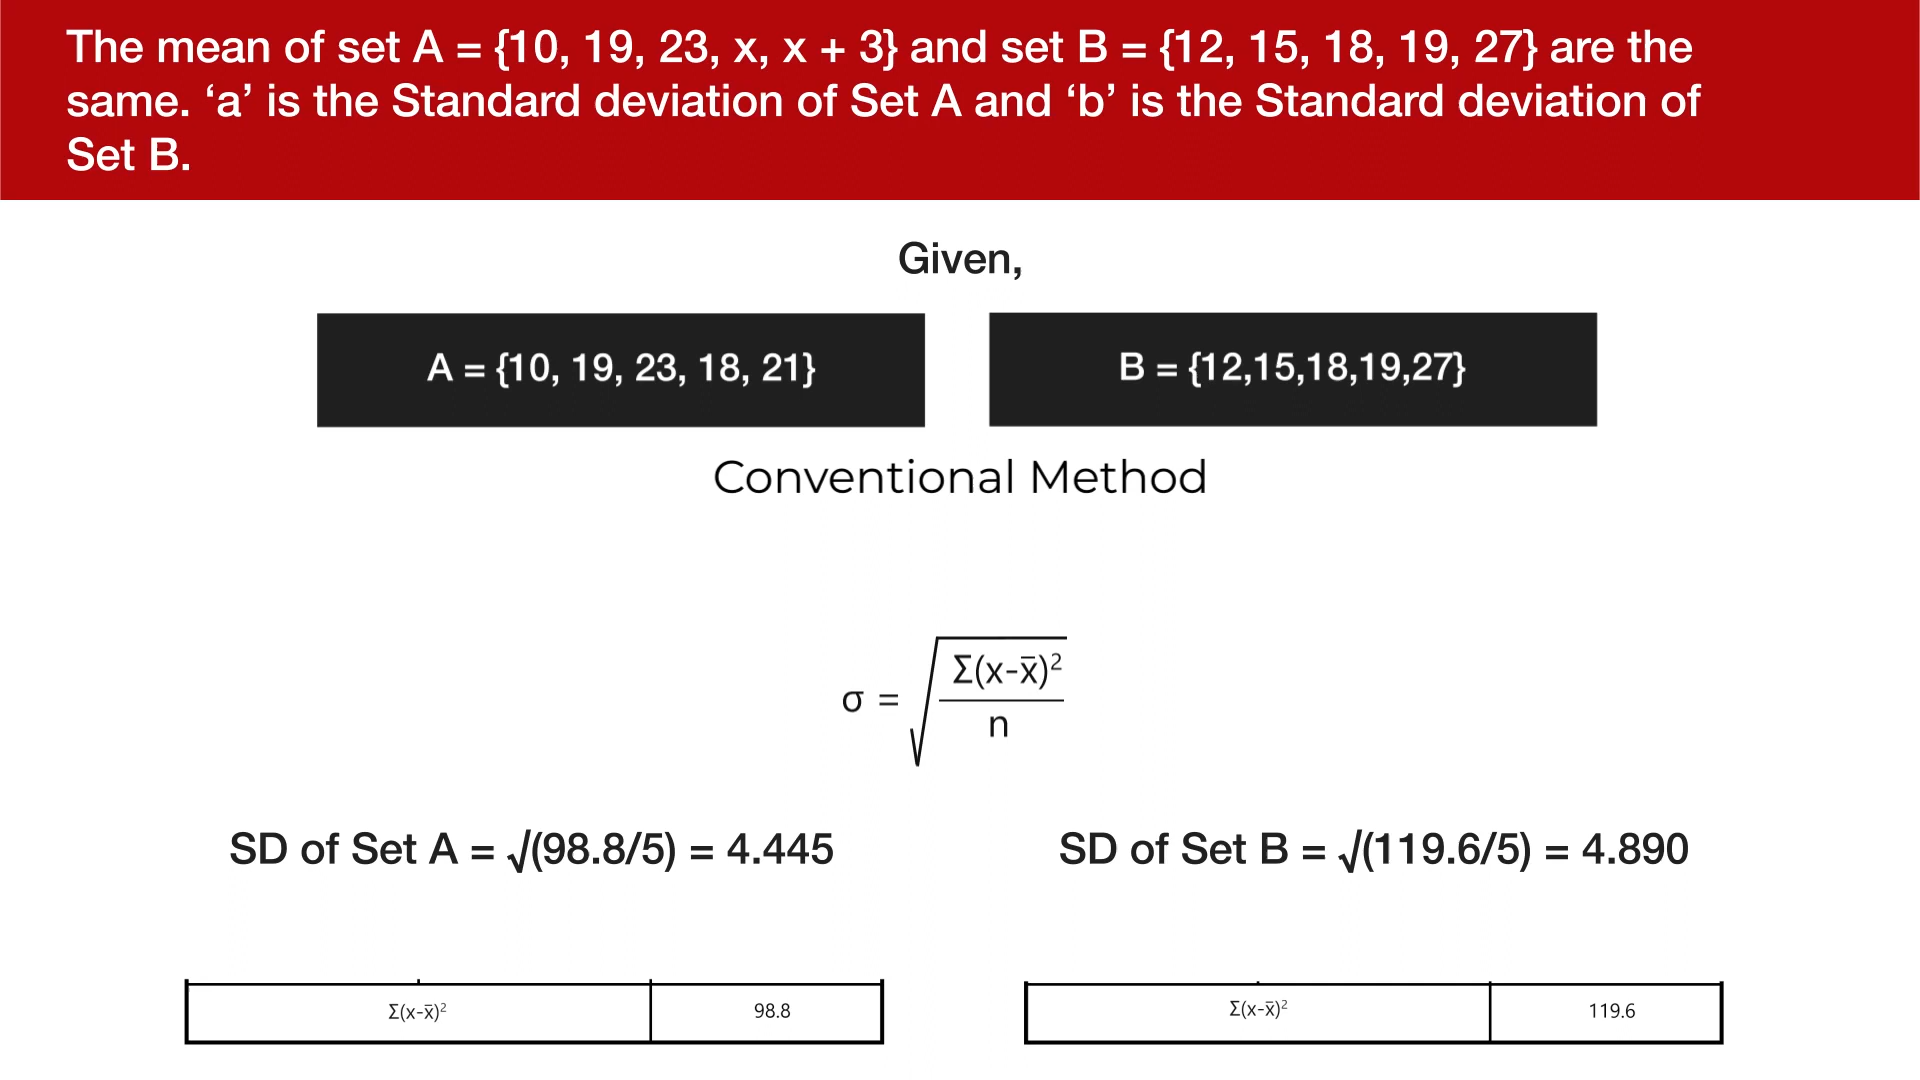 The mean of set A = {10, 19, 23, x, x + 3} and set B = {12, 15, 18, 19, 27} are the
same. ‘a’ is the Standard deviation of Set A and ‘b’ is the Standard deviation of
Set B.
Given,
A = {10, 19, 23, 18, 21}
B = {12,15,18,19,27}
Conventional Method
σ = √ Σ(x-x̄)²
n
SD of Set A = √(98.8/5) = 4.445
SD of Set B = √(119.6/5) = 4.890
Σ(x-x̄)² 98.8
Σ(x-x̄)² 119.6